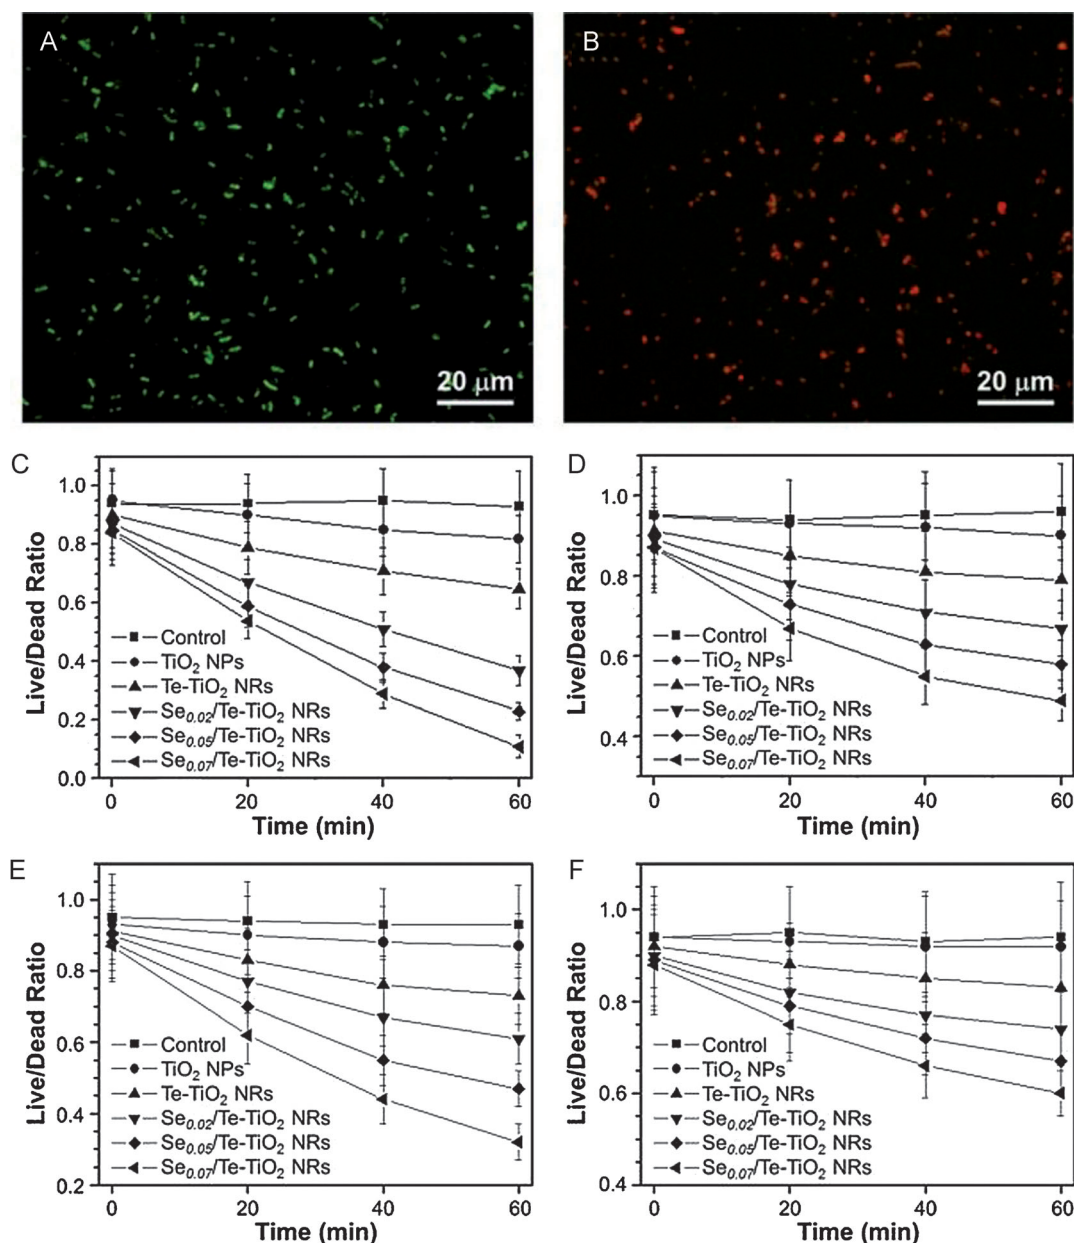 A
20 µm
B
20 µm
C
Live/Dead Ratio
1.0
0.8
0.6
0.4
0.2
0.0
Control
TiO2 NPs
Te-TiO2 NRs
Se0.02/Te-TiO2 NRs
Se0.05/Te-TiO2 NRs
Se0.07/Te-TiO2 NRs
0 20 40 60
Time (min)
D
Live/Dead Ratio
1.0
0.8
0.6
0.4
Control
TiO2 NPs
Te-TiO2 NRs
Se0.02/Te-TiO2 NRs
Se0.05/Te-TiO2 NRs
Se0.07/Te-TiO2 NRs
0 20 40 60
Time (min)
E
Live/Dead Ratio
1.0
0.8
0.6
0.4
0.2
Control
TiO2 NPs
Te-TiO2 NRs
Se0.02/Te-TiO2 NRs
Se0.05/Te-TiO2 NRs
Se0.07/Te-TiO2 NRs
0 20 40 60
Time (min)
F
Live/Dead Ratio
1.0
0.8
0.6
0.4
Control
TiO2 NPs
Te-TiO2 NRs
Se0.02/Te-TiO2 NRs
Se0.05/Te-TiO2 NRs
Se0.07/Te-TiO2 NRs
0 20 40 60
Time (min)